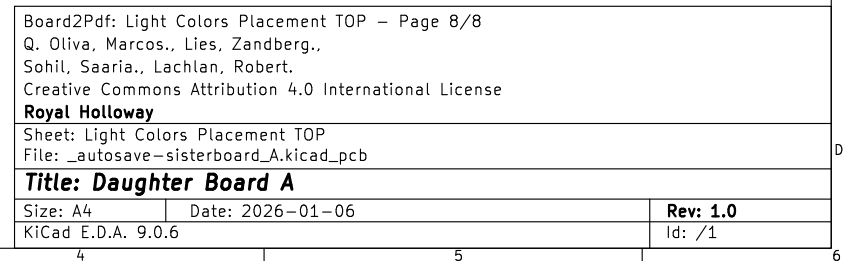 Board2Pdf: Light Colors Placement TOP − Page 8/8
Q. Oliva, Marcos., Lies, Zandberg.,
Sohil, Saaria., Lachlan, Robert.
Creative Commons Attribution 4.0 International License
Royal Holloway
Sheet: Light Colors Placement TOP
File: _autosave−sisterboard_A.kicad_pcb
D
Title: Daughter Board A
Size: A4 Date: 2026−01−06 Rev: 1.0
KiCad E.D.A. 9.0.6 Id: /1
4 5 6